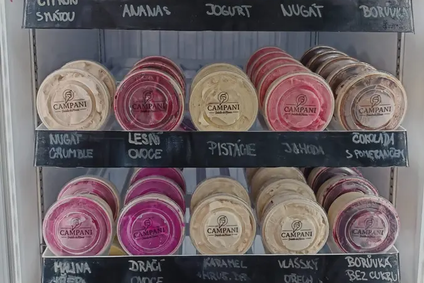 CITRON
S MÁTOU
ANANAS
JOGURT
NUGÁT
BORŮVKA
CAMPANI
CAMPANI
CAMPANI
CAMPANI
CAMPANI
NUGÁT
CRUMBLE
LESNÍ
OVOCE
PISTÁCIE
JAHODA
ČOKOLÁDA
S POMERANČEM
CAMPANI
CAMPANI
CAMPANI
CAMPANI
CAMPANI
MALINA
DRAČÍ
OVOCE
KARAMEL
VLAŠSKÝ
OŘECH
BORŮVKA
BEZ CUKRU